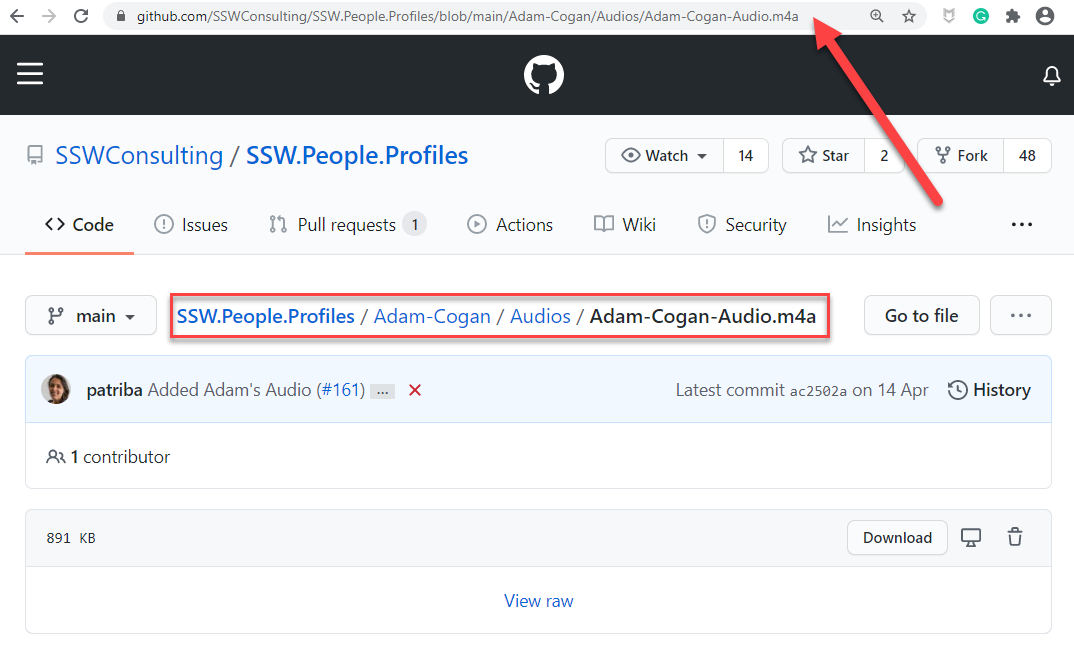 github.com/SSWConsulting/SSW.People.Profiles/blob/main/Adam-Cogan/Audios/Adam-Cogan-Audio.m4a
SSWConsulting / SSW.People.Profiles Watch 14 Star 2 Fork 48
Code Issues Pull requests 1 Actions Wiki Security Insights ...
main SSW.People.Profiles / Adam-Cogan / Audios / Adam-Cogan-Audio.m4a Go to file ...
patriba Added Adam's Audio (#161) ... Latest commit ac2502a on 14 Apr History
1 contributor
891 KB Download
View raw